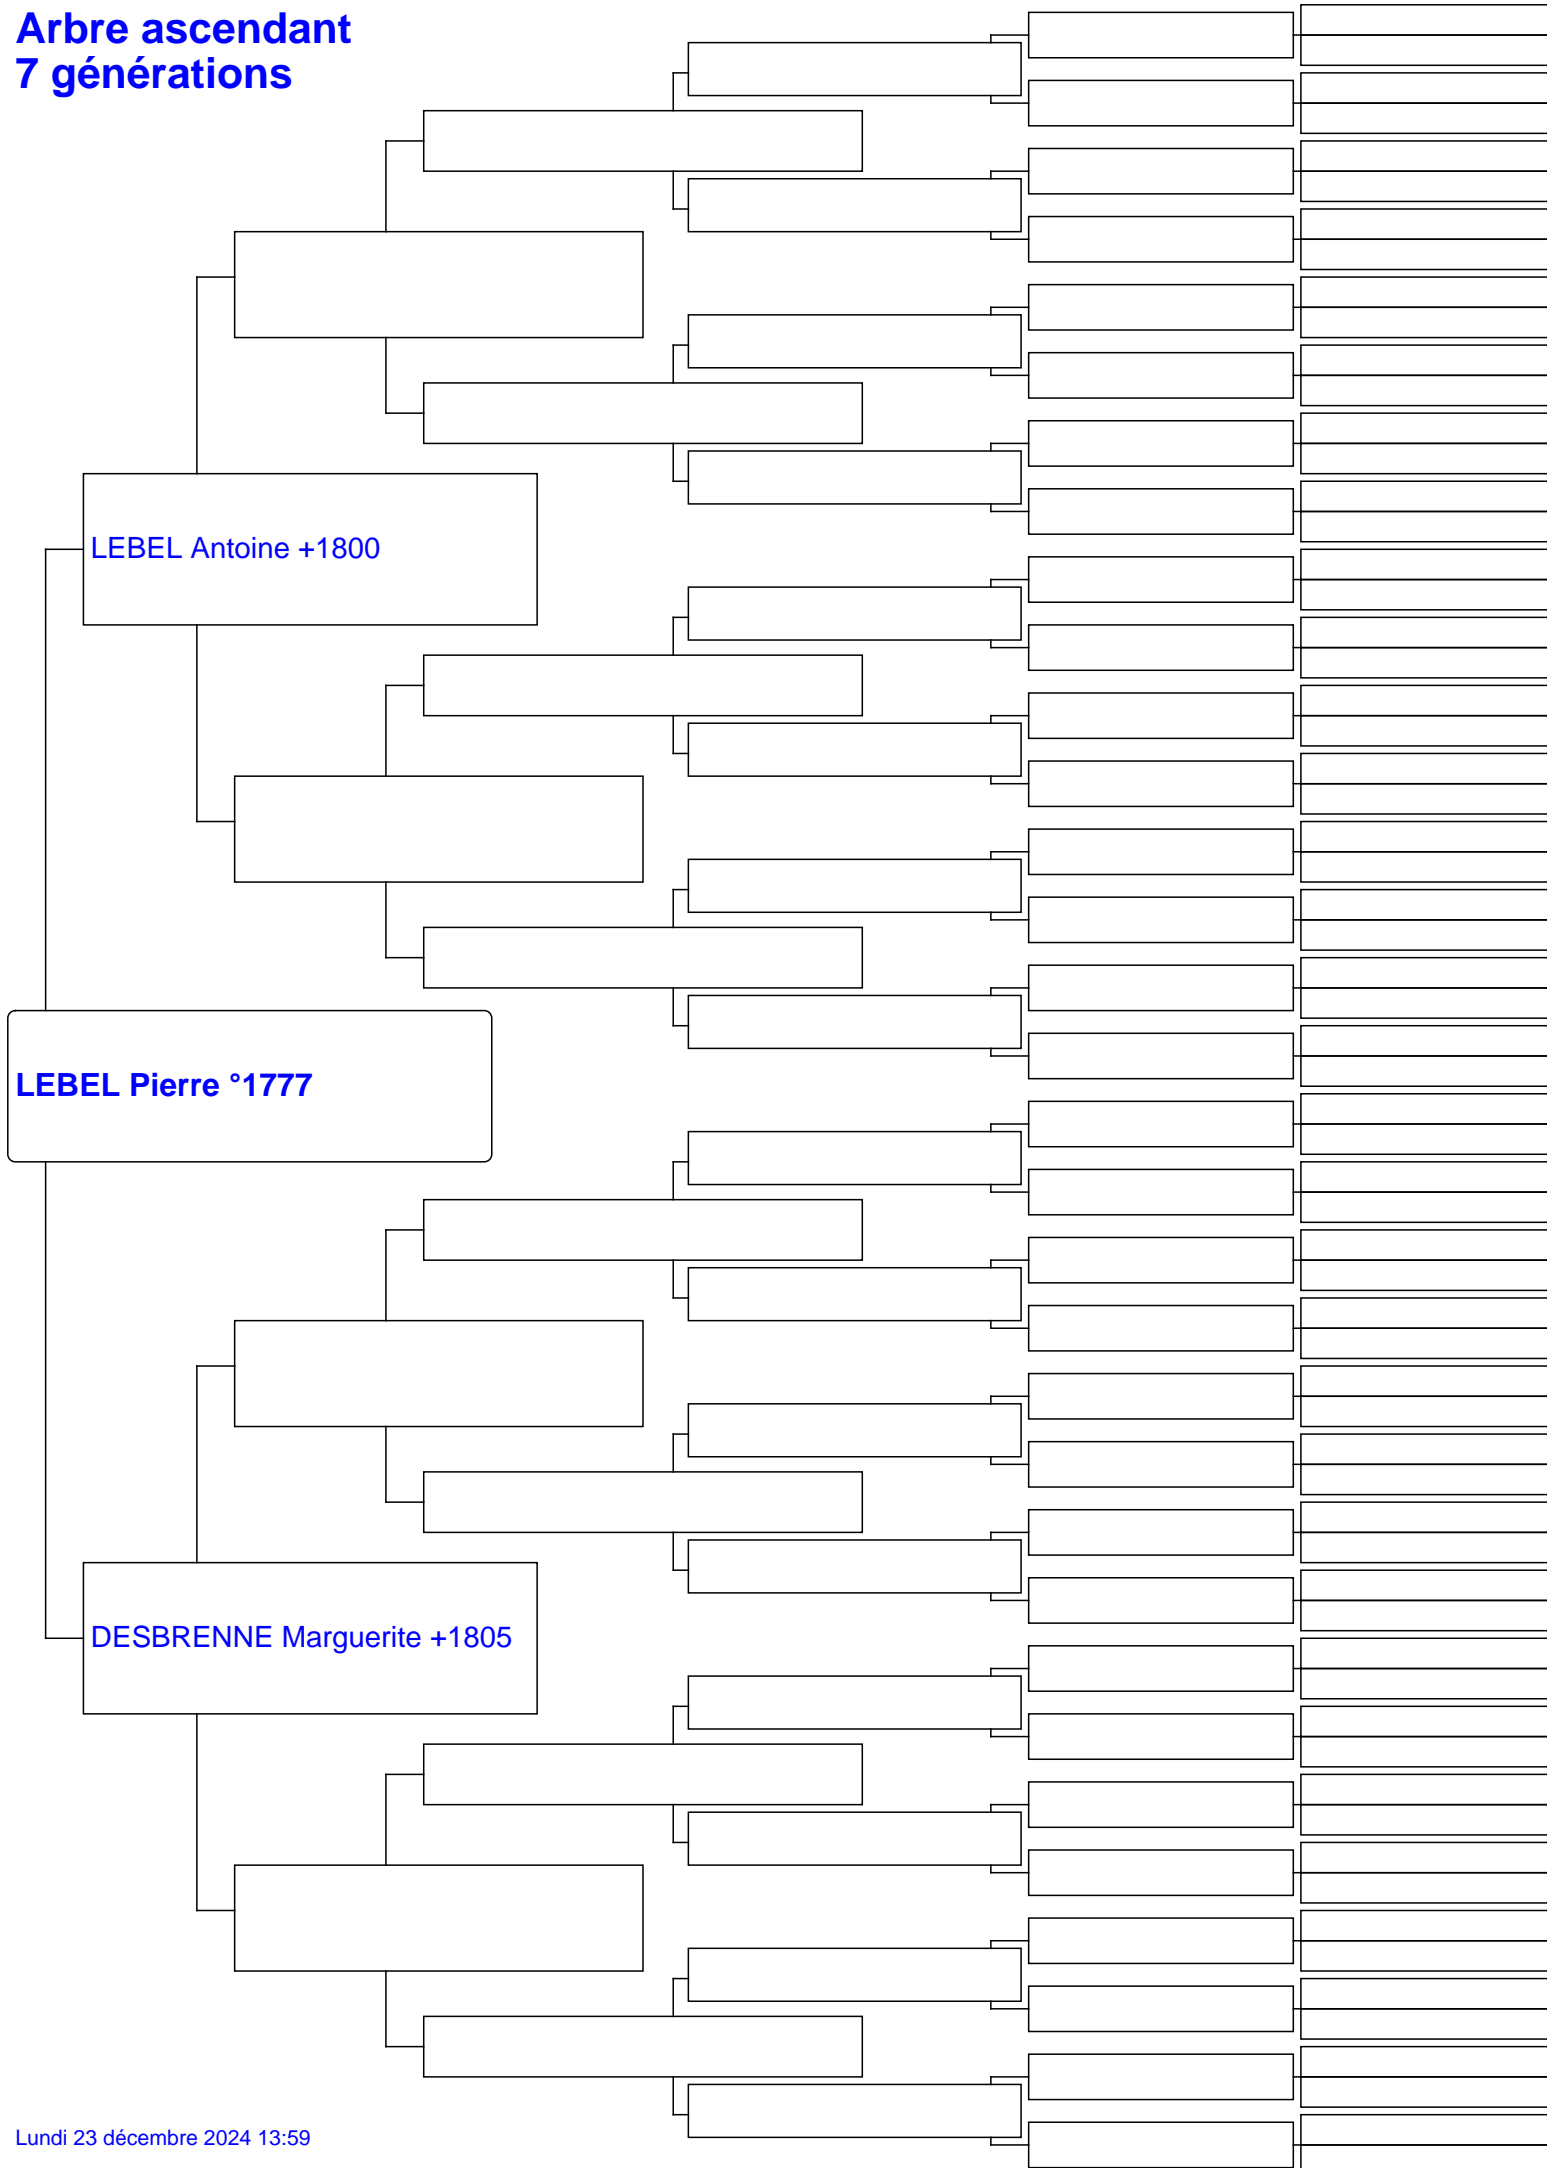 Arbre ascendant
7 générations
LEBEL Antoine +1800
LEBEL Pierre °1777
DESBRENNE Marguerite +1805
Lundi 23 décembre 2024 13:59